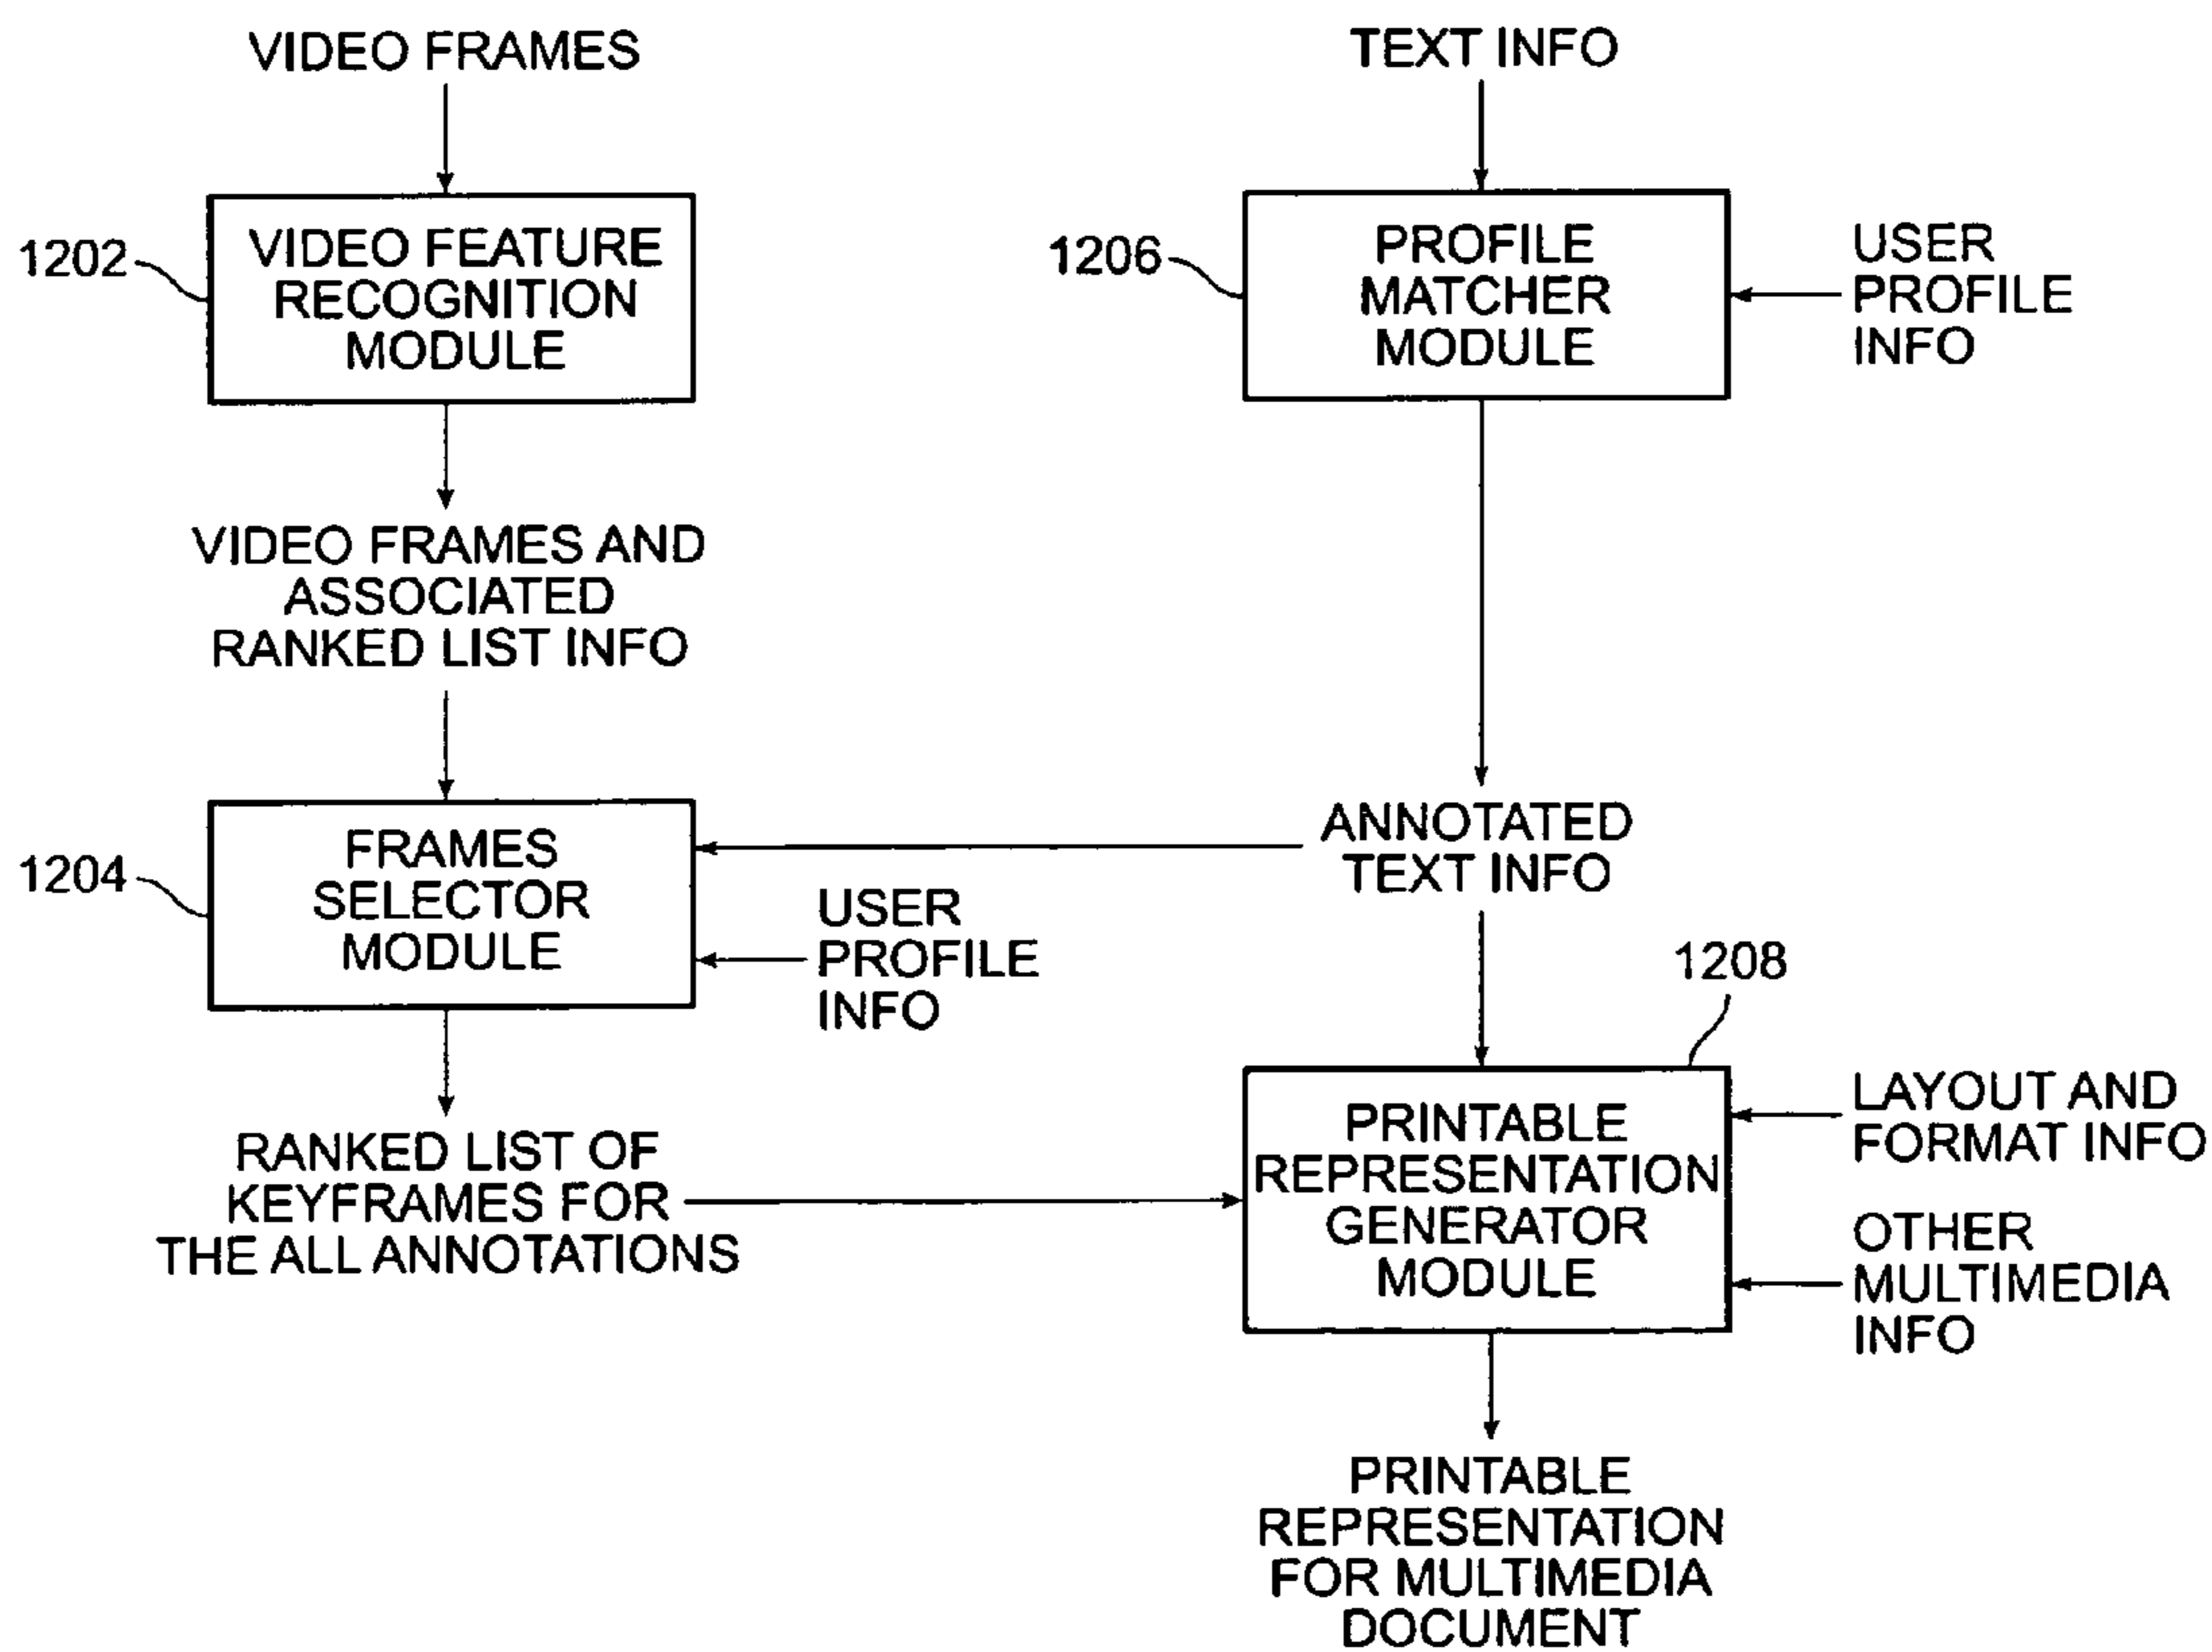 VIDEO FRAMES
TEXT INFO
1202
VIDEO FEATURE
RECOGNITION
MODULE
1206
PROFILE
MATCHER
MODULE
USER
PROFILE
INFO
VIDEO FRAMES AND
ASSOCIATED
RANKED LIST INFO
1204
FRAMES
SELECTOR
MODULE
ANNOTATED
TEXT INFO
USER
PROFILE
INFO
1208
RANKED LIST OF
KEYFRAMES FOR
THE ALL ANNOTATIONS
PRINTABLE
REPRESENTATION
GENERATOR
MODULE
LAYOUT AND
FORMAT INFO
OTHER
MULTIMEDIA
INFO
PRINTABLE
REPRESENTATION
FOR MULTIMEDIA
DOCUMENT